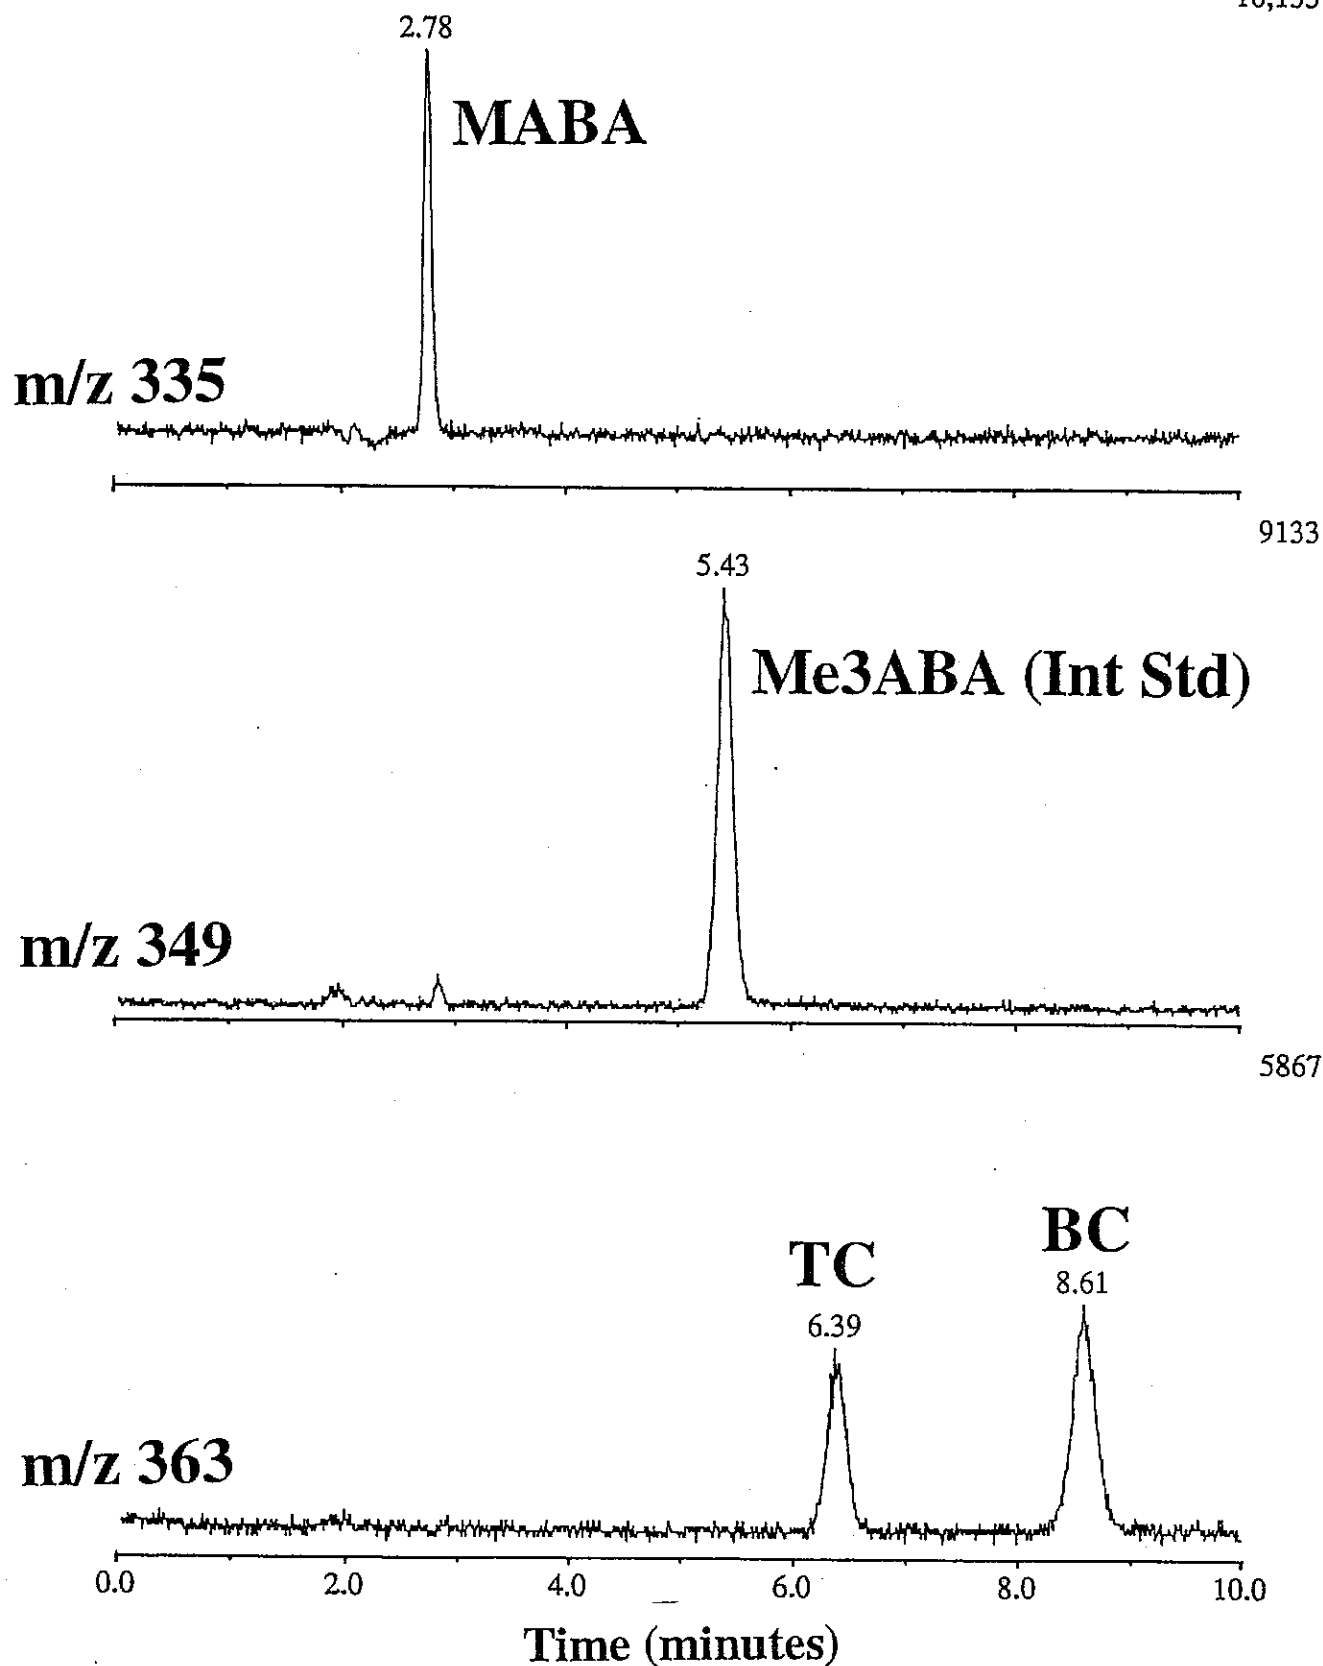 2.78
MABA
m/z 335
9133
5.43
Me3ABA (Int Std)
m/z 349
5867
BC
TC
8.61
6.39
m/z 363
0.0 2.0 4.0 6.0 8.0 10.0
Time (minutes)